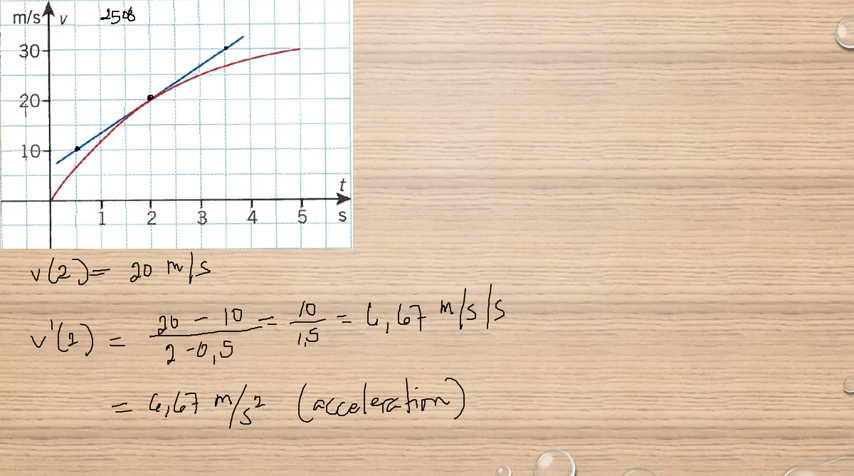 m/s v 2508
30
20
10
t
1 2 3 4 5 s
v(2) = 20 m/s
v'(2) = (20 - 10)/(2 - 0,5) = 10/1,5 = 6,67 m/s/s
= 6,67 m/s² (acceleration)